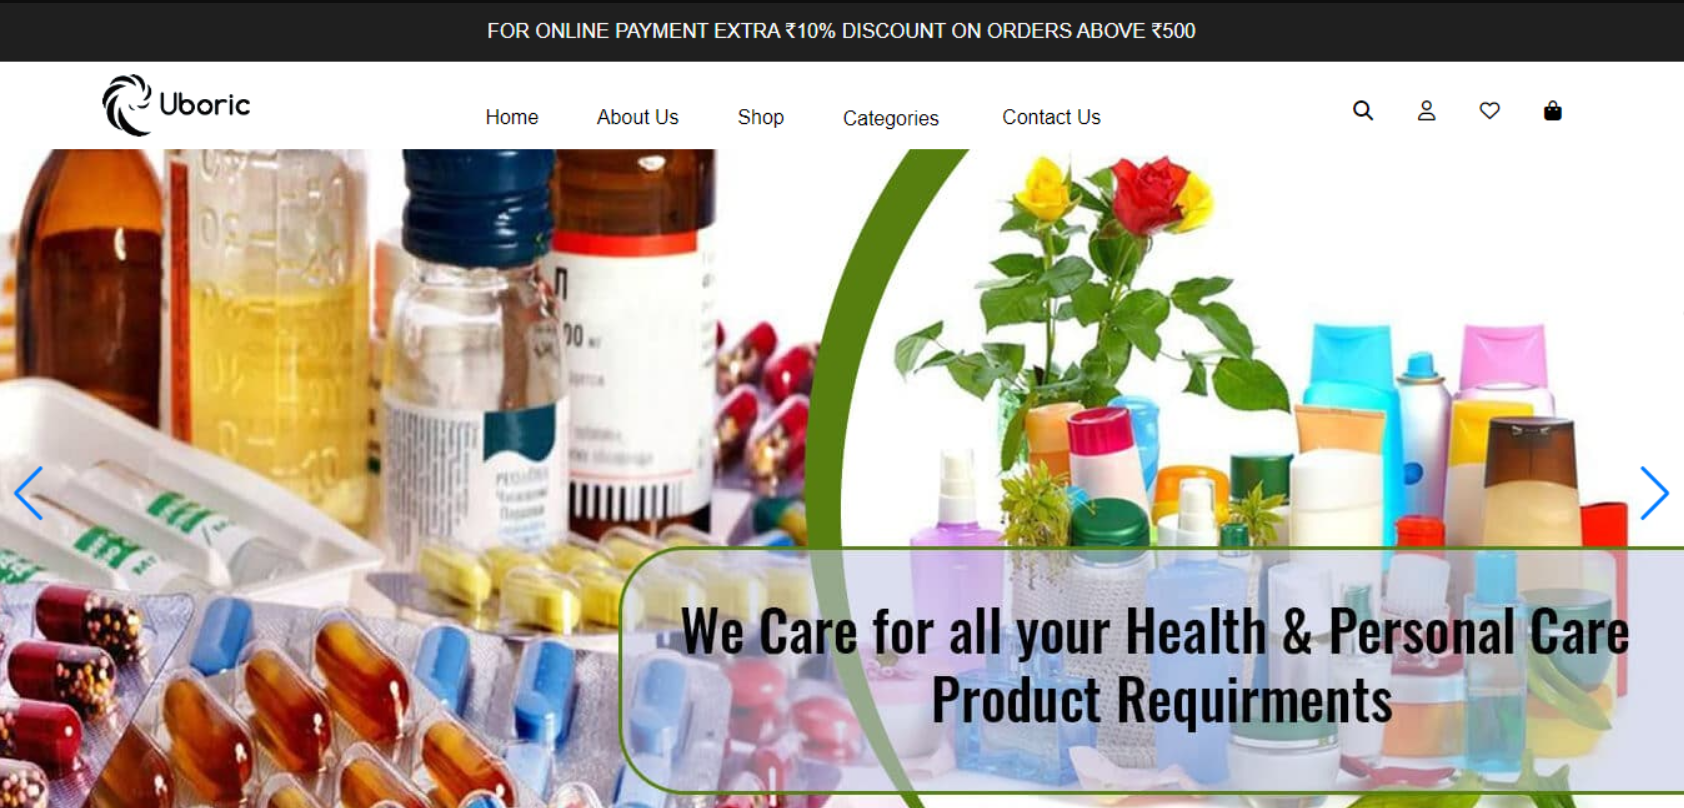 FOR ONLINE PAYMENT EXTRA ₹10% DISCOUNT ON ORDERS ABOVE ₹500
Uboric
Home About Us Shop Categories Contact Us
We Care for all your Health & Personal Care
Product Requirments